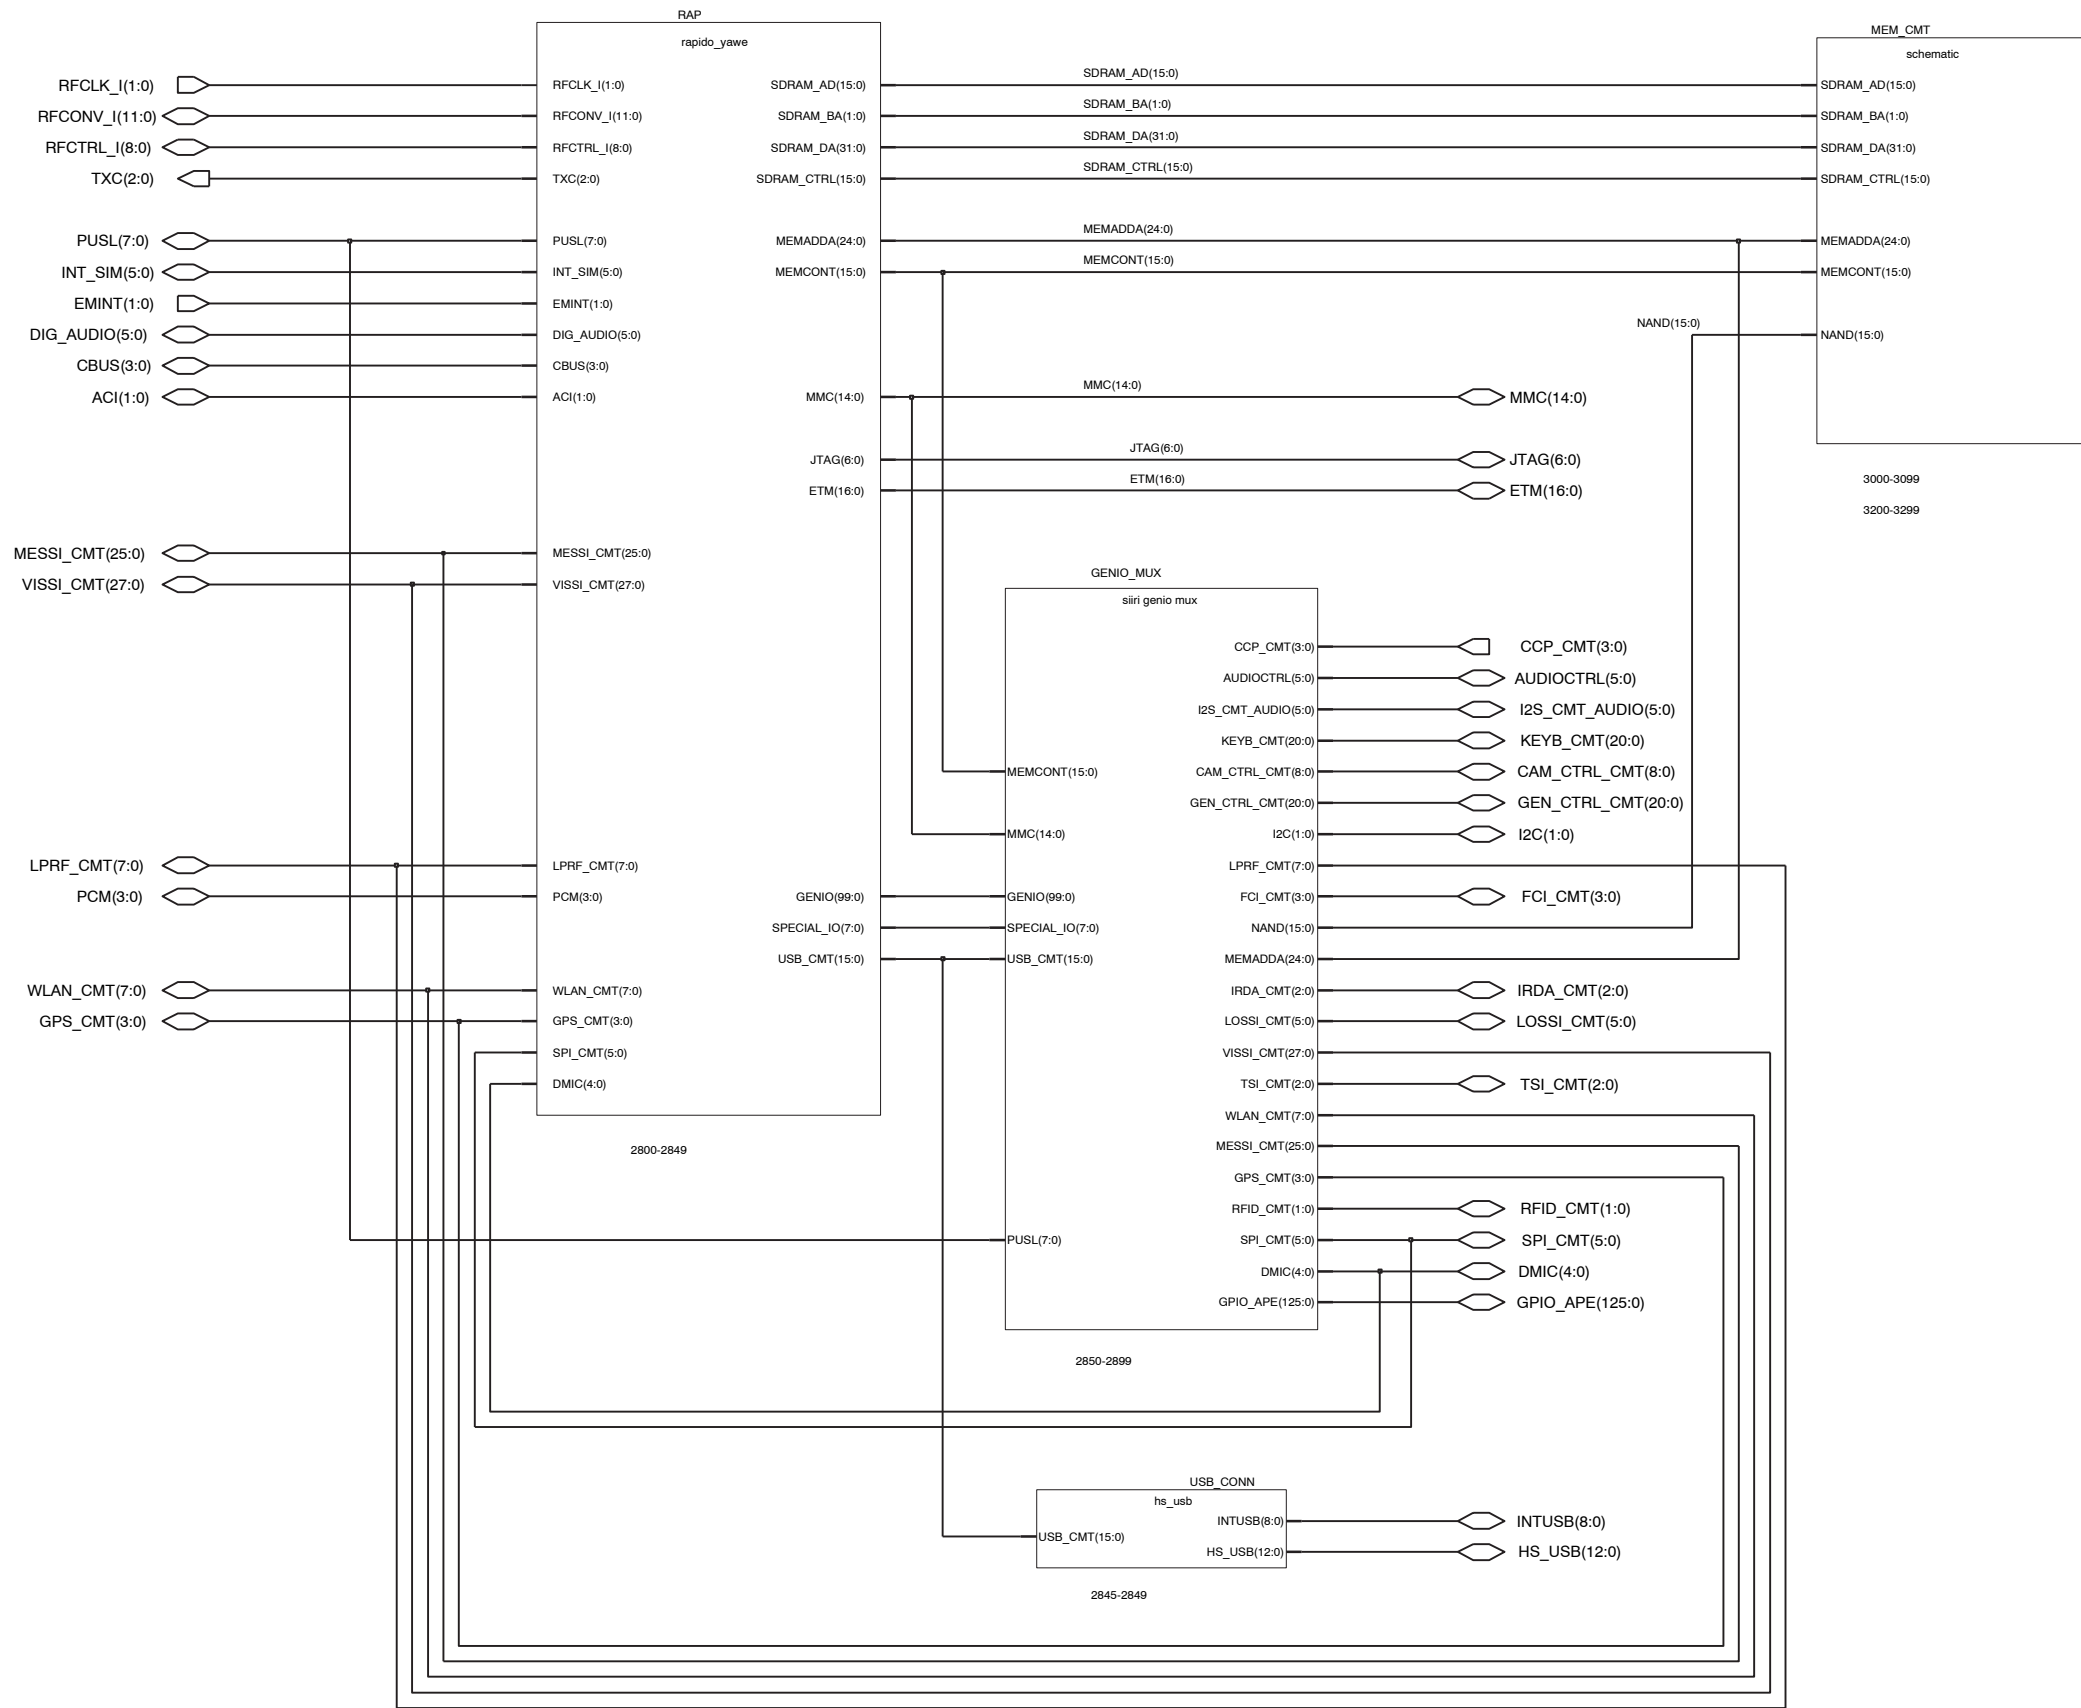 RAP
rapido_yawe
MEM_CMT
schematic
RFCLK_I(1:0)
RFCONV_I(11:0)
RFCTRL_I(8:0)
TXC(2:0)
PUSL(7:0)
INT_SIM(5:0)
EMINT(1:0)
DIG_AUDIO(5:0)
CBUS(3:0)
ACI(1:0)
MESSI_CMT(25:0)
VISSI_CMT(27:0)
LPRF_CMT(7:0)
PCM(3:0)
WLAN_CMT(7:0)
GPS_CMT(3:0)
RFCLK_I(1:0)
RFCONV_I(11:0)
RFCTRL_I(8:0)
TXC(2:0)
PUSL(7:0)
INT_SIM(5:0)
EMINT(1:0)
DIG_AUDIO(5:0)
CBUS(3:0)
ACI(1:0)
MESSI_CMT(25:0)
VISSI_CMT(27:0)
LPRF_CMT(7:0)
PCM(3:0)
WLAN_CMT(7:0)
GPS_CMT(3:0)
SPI_CMT(5:0)
DMIC(4:0)
SDRAM_AD(15:0)
SDRAM_BA(1:0)
SDRAM_DA(31:0)
SDRAM_CTRL(15:0)
MEMADDA(24:0)
MEMCONT(15:0)
MMC(14:0)
JTAG(6:0)
ETM(16:0)
GENIO(99:0)
SPECIAL_IO(7:0)
USB_CMT(15:0)
2800-2849
SDRAM_AD(15:0)
SDRAM_BA(1:0)
SDRAM_DA(31:0)
SDRAM_CTRL(15:0)
MEMADDA(24:0)
MEMCONT(15:0)
NAND(15:0)
MMC(14:0)
JTAG(6:0)
ETM(16:0)
MMC(14:0)
JTAG(6:0)
ETM(16:0)
SDRAM_AD(15:0)
SDRAM_BA(1:0)
SDRAM_DA(31:0)
SDRAM_CTRL(15:0)
MEMADDA(24:0)
MEMCONT(15:0)
NAND(15:0)
3000-3099
3200-3299
GENIO_MUX
siiri genio mux
MEMCONT(15:0)
MMC(14:0)
GENIO(99:0)
SPECIAL_IO(7:0)
USB_CMT(15:0)
PUSL(7:0)
CCP_CMT(3:0)
AUDIOCTRL(5:0)
I2S_CMT_AUDIO(5:0)
KEYB_CMT(20:0)
CAM_CTRL_CMT(8:0)
GEN_CTRL_CMT(20:0)
I2C(1:0)
LPRF_CMT(7:0)
FCI_CMT(3:0)
NAND(15:0)
MEMADDA(24:0)
IRDA_CMT(2:0)
LOSSI_CMT(5:0)
VISSI_CMT(27:0)
TSI_CMT(2:0)
WLAN_CMT(7:0)
MESSI_CMT(25:0)
GPS_CMT(3:0)
RFID_CMT(1:0)
SPI_CMT(5:0)
DMIC(4:0)
GPIO_APE(125:0)
CCP_CMT(3:0)
AUDIOCTRL(5:0)
I2S_CMT_AUDIO(5:0)
KEYB_CMT(20:0)
CAM_CTRL_CMT(8:0)
GEN_CTRL_CMT(20:0)
I2C(1:0)
FCI_CMT(3:0)
IRDA_CMT(2:0)
LOSSI_CMT(5:0)
TSI_CMT(2:0)
RFID_CMT(1:0)
SPI_CMT(5:0)
DMIC(4:0)
GPIO_APE(125:0)
2850-2899
USB_CONN
hs_usb
USB_CMT(15:0)
INTUSB(8:0)
HS_USB(12:0)
INTUSB(8:0)
HS_USB(12:0)
2845-2849